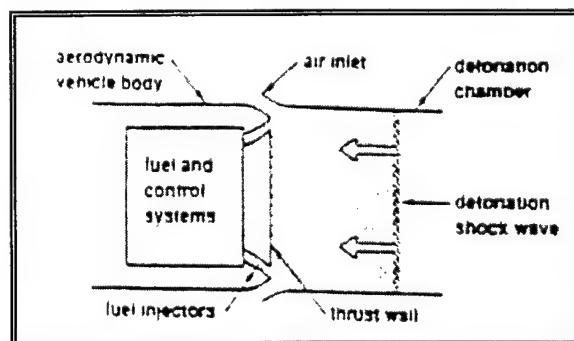 aerodynamic
vehicle body
air inlet
detonation
chamber
fuel and
control
systems
detonation
shock wave
fuel injectors
thrust wall